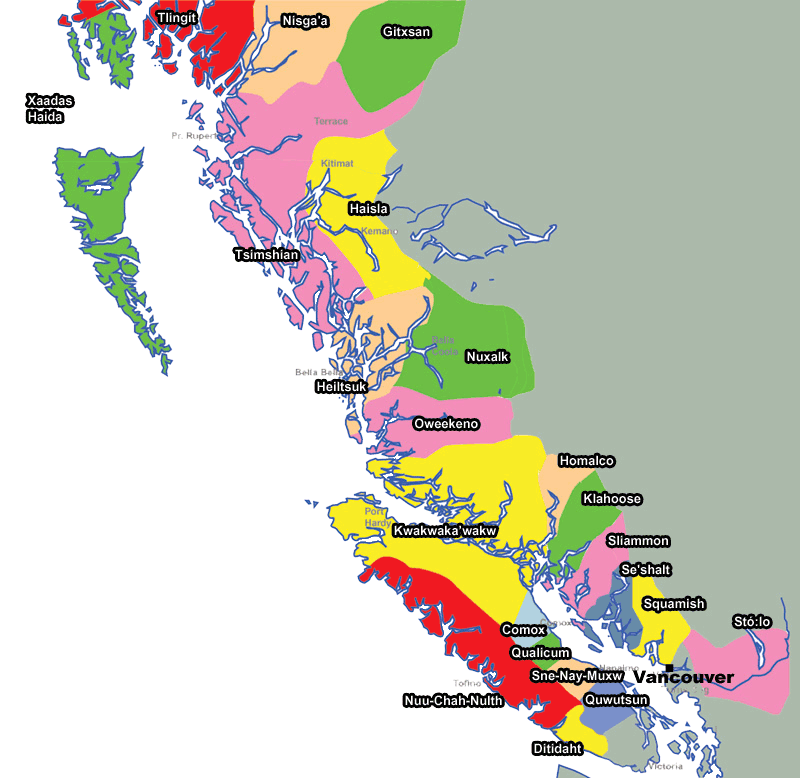 Tlingit
Nisga'a
Gitxsan
Xaadas
Haida
Terrace
Pr. Rupert
Kitimat
Haisla
Kemano
Tsimshian
Bella
Coola
Nuxalk
Bella Bella
Heiltsuk
Oweekeno
Homalco
Klahoose
Port
Hardy
Kwakwaka'wakw
Sliammon
Se'shalt
Squamish
Stó:lo
Comox
Comox
Qualicum
Nanaimo
Sne-Nay-Muxw
Vancouver
Tofino
Nuu-Chah-Nulth
Quwutsun
Ditidaht
Victoria